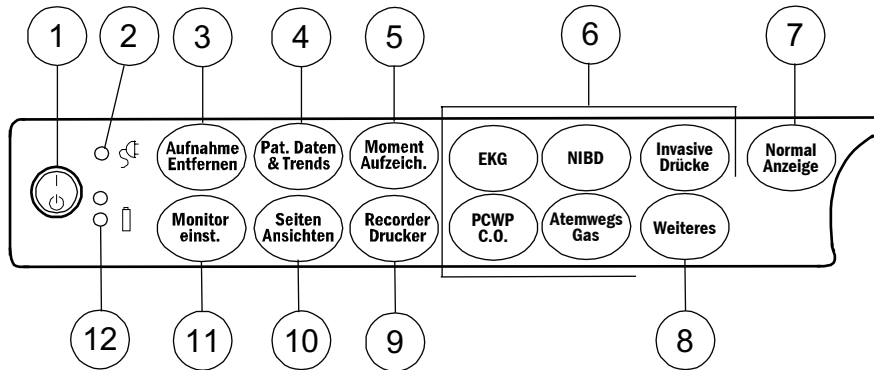 1
2
3
4
5
6
7
Aufnahme
Entfernen
Pat. Daten
& Trends
Moment
Aufzeich.
EKG
NIBD
Invasive
Drücke
Normal
Anzeige
Monitor
einst.
Seiten
Ansichten
Recorder
Drucker
PCWP
C.O.
Atemwegs
Gas
Weiteres
12
11
10
9
8